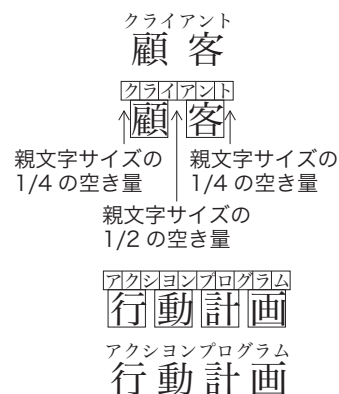 クライアント
顧客
クライアント
顧客
親文字サイズの 親文字サイズの
1/4 の空き量 1/4 の空き量
親文字サイズの
1/2 の空き量
アクションプログラム
行動計画
アクションプログラム
行動計画